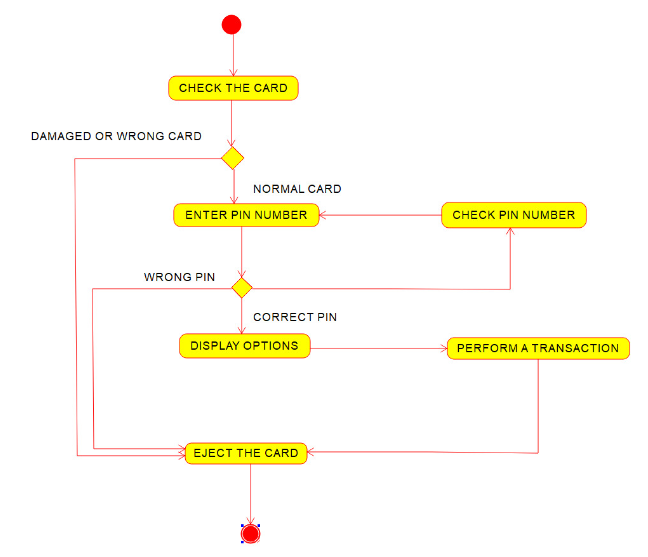 CHECK THE CARD
DAMAGED OR WRONG CARD
NORMAL CARD
ENTER PIN NUMBER
CHECK PIN NUMBER
WRONG PIN
CORRECT PIN
DISPLAY OPTIONS
PERFORM A TRANSACTION
EJECT THE CARD